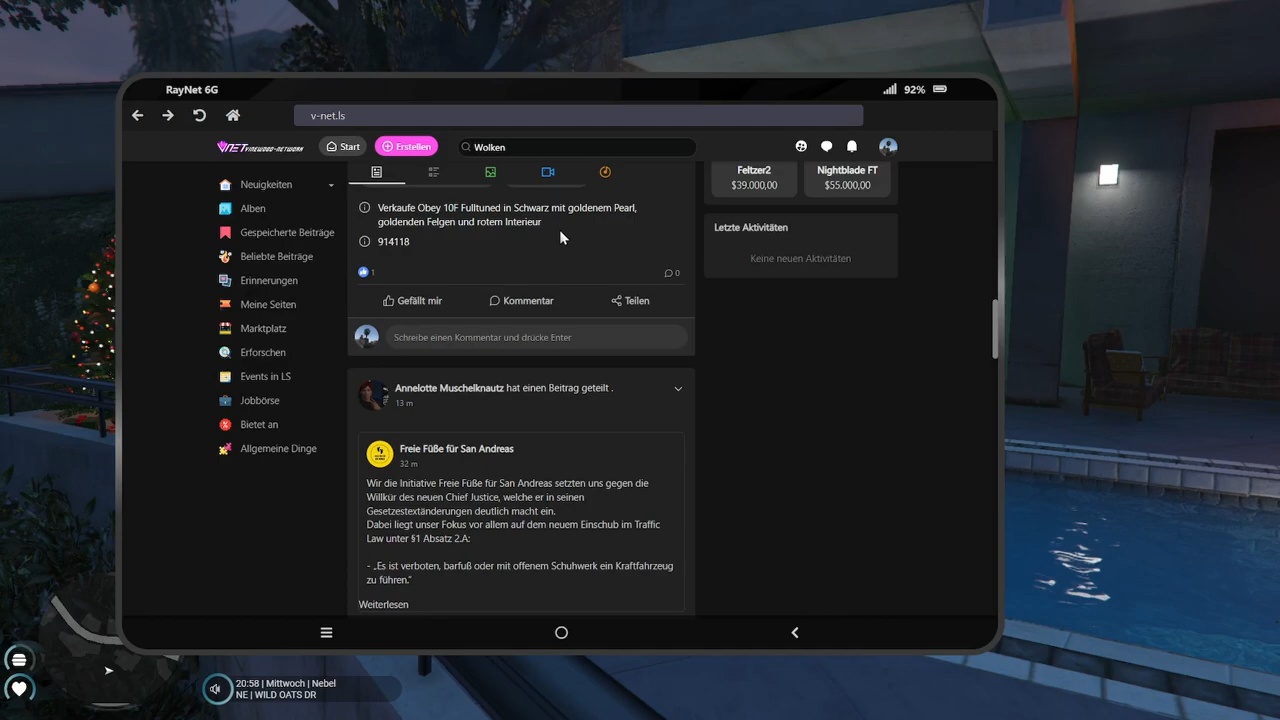 RayNet 6G
92%
v-net.ls
VNET VINEWOOD-NETWORK
Start
Erstellen
Wolken
Neuigkeiten
Alben
Gespeicherte Beiträge
Beliebte Beiträge
Erinnerungen
Meine Seiten
Marktplatz
Erforschen
Events in LS
Jobbörse
Bietet an
Allgemeine Dinge
Verkaufe Obey 10F Fulltuned in Schwarz mit goldenem Pearl,
goldenden Felgen und rotem Interieur
914118
1
0
Gefällt mir
Kommentar
Teilen
Schreibe einen Kommentar und drücke Enter
Annelotte Muschelknautz hat einen Beitrag geteilt .
13 m
Freie Füße für San Andreas
32 m
Wir die Initiative Freie Füße für San Andreas setzten uns gegen die
Willkür des neuen Chief Justice, welche er in seinen
Gesetzestextänderungen deutlich macht ein.
Dabei liegt unser Fokus vor allem auf dem neuem Einschub im Traffic
Law unter §1 Absatz 2.A:
- „Es ist verboten, barfuß oder mit offenem Schuhwerk ein Kraftfahrzeug
zu führen."
Weiterlesen
Feltzer2
$39.000,00
Nightblade FT
$55.000,00
Letzte Aktivitäten
Keine neuen Aktivitäten
20:58 | Mittwoch | Nebel
NE | WILD OATS DR